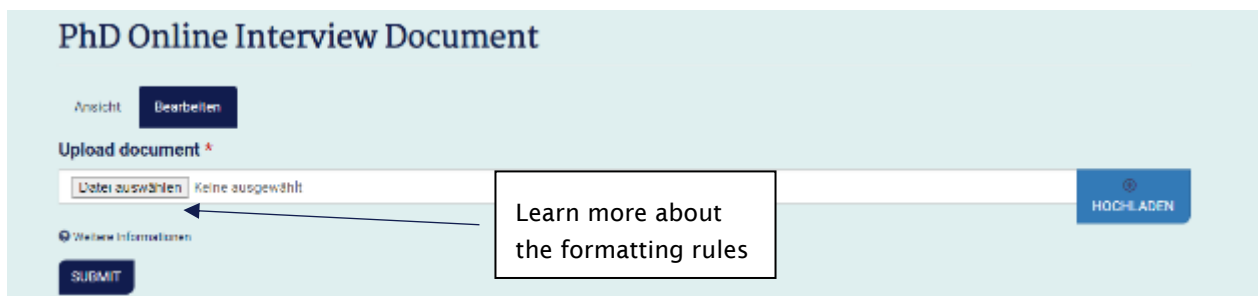 PhD Online Interview Document
Ansicht Bearbeiten
Upload document *
Datei auswählen Keine ausgewählt
HOCHLADEN
Learn more about
the formatting rules
Weitere Informationen
SUBMIT